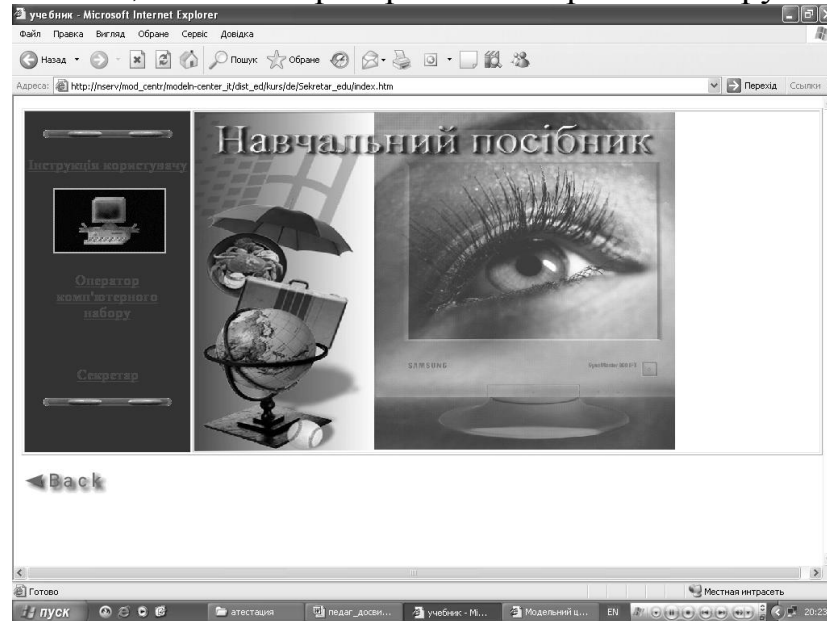 учебник - Microsoft Internet Explorer
Файл Правка Вигляд Обране Сервіс Довідка
Назад Пошук Обране
Адреса: http://nserv/mod_centr/modeln-center_it/dist_ed/kurs/de/Sekretar_edu/index.htm Перехід Ссылки
Навчальний посібник
Інструкція користувачу
Оператор
комп'ютерного
набору
Секретар
SAMSUNG
SyncMaster
Back
Готово Местная интрасеть
пуск атестация педаг_досви... учебник - Mi... Модельний ц... EN 20:23